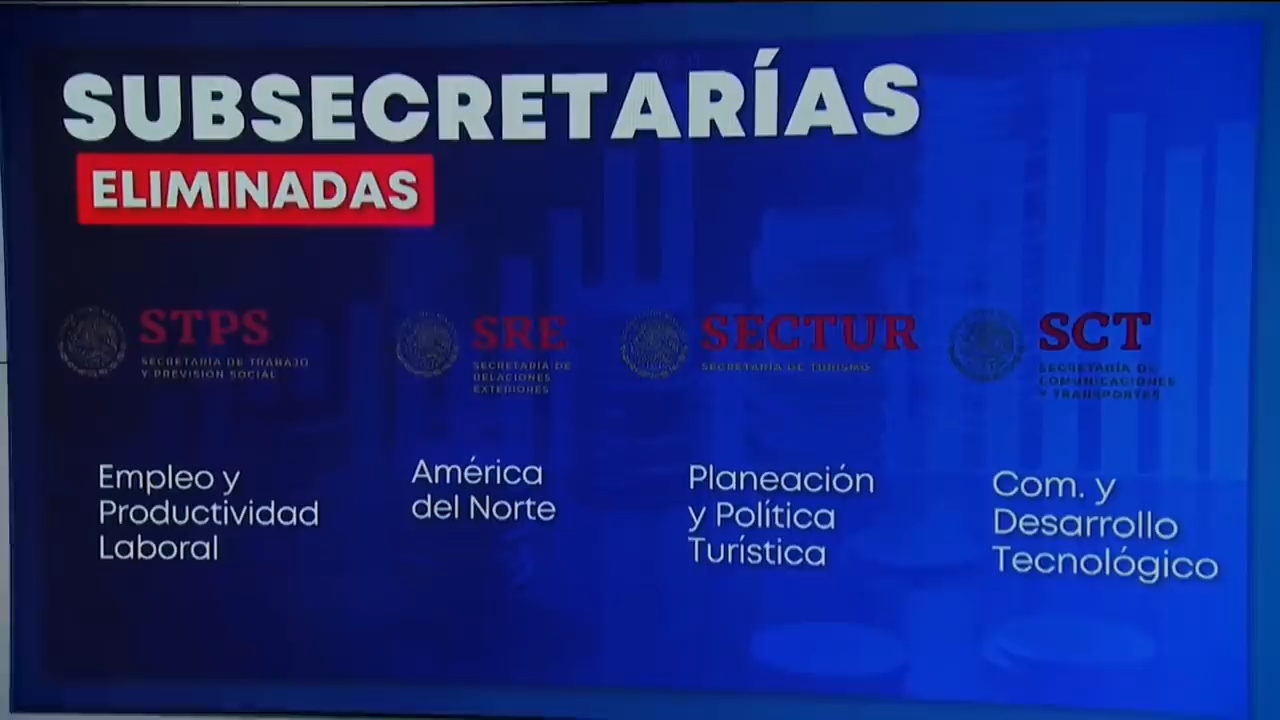 SUBSECRETARÍAS
ELIMINADAS
STPS
SECRETARÍA DE TRABAJO
Y PREVISIÓN SOCIAL
SRE
SECRETARÍA DE
RELACIONES
EXTERIORES
SECTUR
SECRETARÍA DE TURISMO
SCT
SECRETARÍA DE
COMUNICACIONES
Y TRANSPORTES
Empleo y
Productividad
Laboral
América
del Norte
Planeación
y Política
Turística
Com. y
Desarrollo
Tecnológico